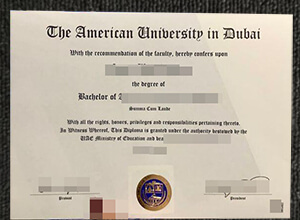 The American University in Dubai
With the recommendation of the faculty, hereby confers upon
the degree of
Bachelor of
Summa Cum Laude
With all the rights, honors, privileges and responsibilities pertaining thereto.
In Witness Whereof, This Diploma is granted under the authority bestowed by the
UAE Ministry of Education and
Provost
President